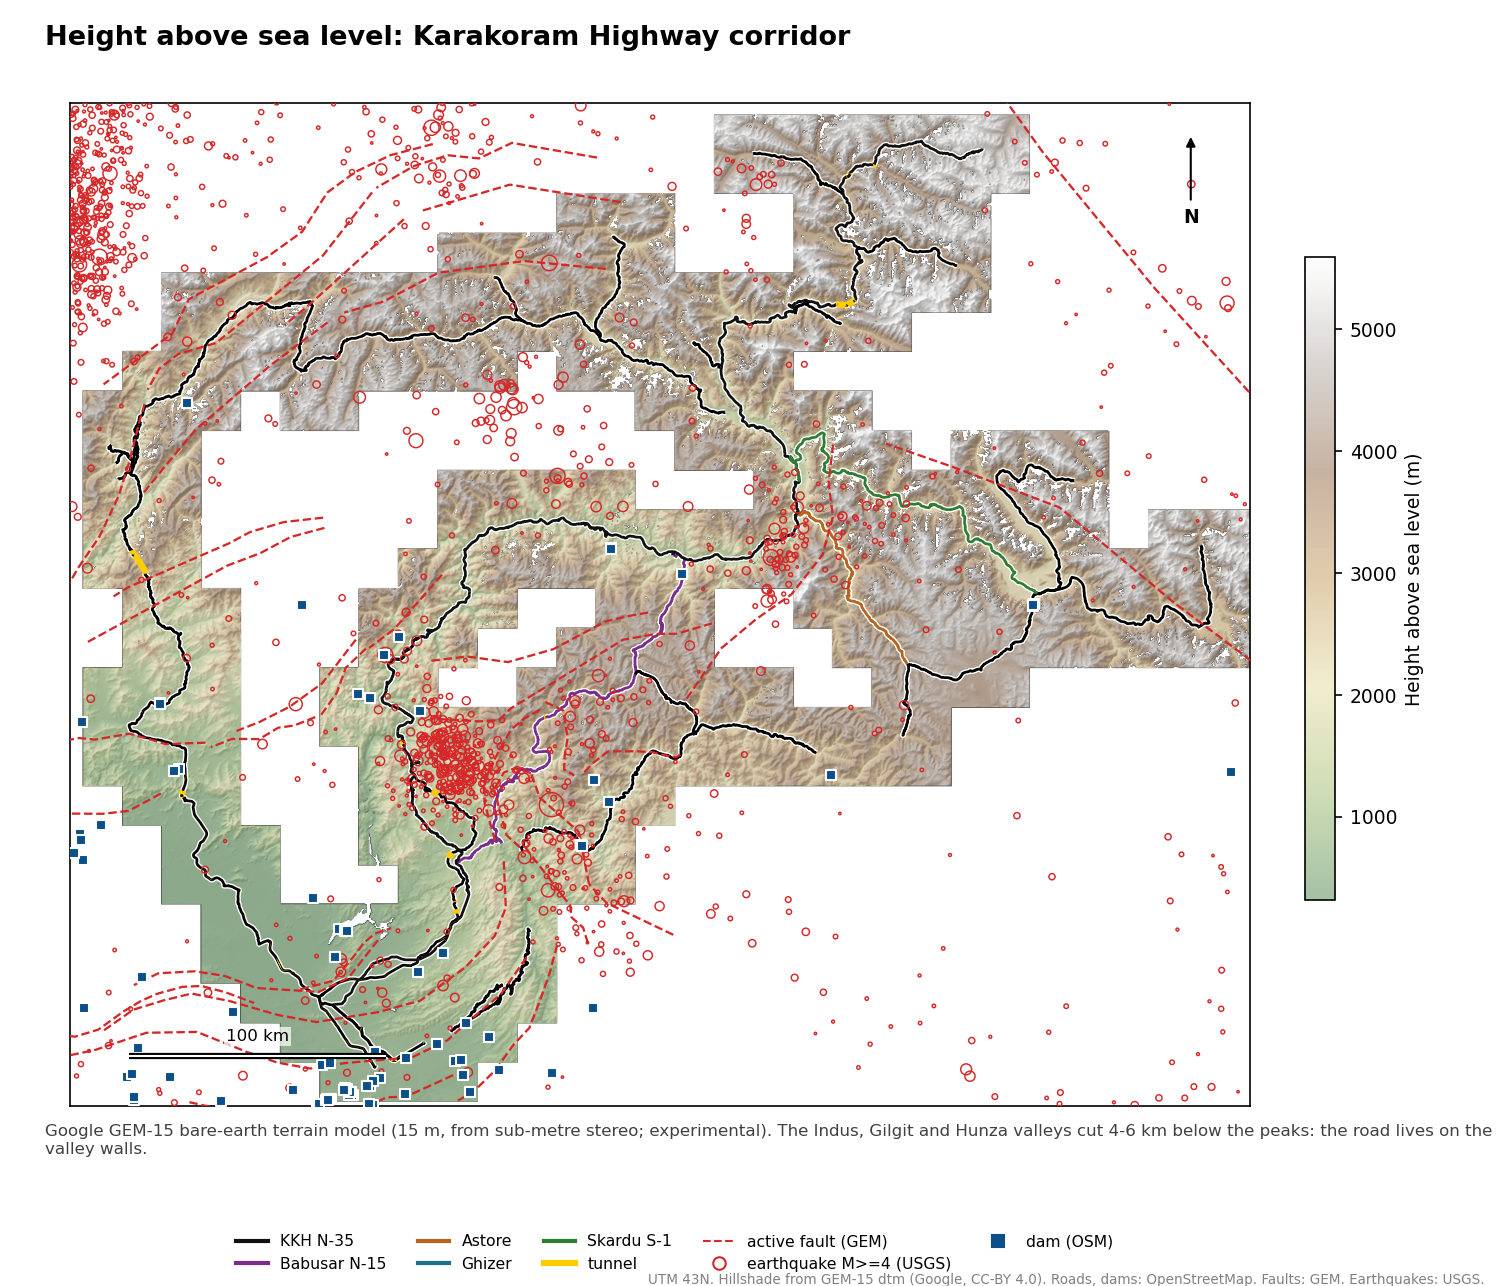 Height above sea level: Karakoram Highway corridor
N
5000
4000
3000
2000
1000
Height above sea level (m)
100 km
Google GEM-15 bare-earth terrain model (15 m, from sub-metre stereo; experimental). The Indus, Gilgit and Hunza valleys cut 4-6 km below the peaks: the road lives on the
valley walls.
KKH N-35
Babusar N-15
Astore
Ghizer
Skardu S-1
tunnel
active fault (GEM)
earthquake M>=4 (USGS)
dam (OSM)
UTM 43N. Hillshade from GEM-15 dtm (Google, CC-BY 4.0). Roads, dams: OpenStreetMap. Faults: GEM. Earthquakes: USGS.